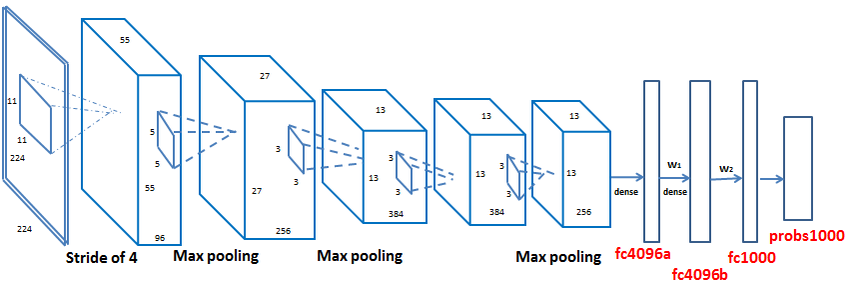 11
11
224
224
55
5
5
55
96
Stride of 4
27
3
3
27
256
Max pooling
13
3
3
13
384
Max pooling
13
3
3
13
384
13
13
256
Max pooling
dense
fc4096a
W1
dense
fc4096b
W2
fc1000
probs1000